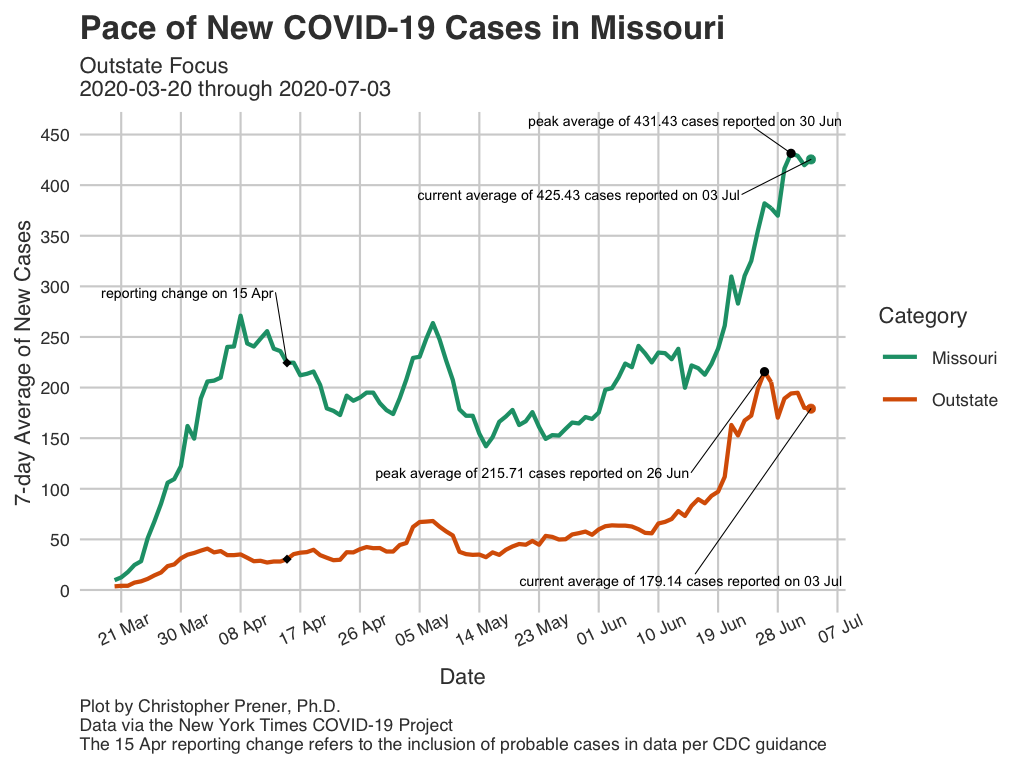 Pace of New COVID-19 Cases in Missouri
Outstate Focus
2020-03-20 through 2020-07-03
7-day Average of New Cases
450
400
350
300
250
200
150
100
50
0
peak average of 431.43 cases reported on 30 Jun
current average of 425.43 cases reported on 03 Jul
reporting change on 15 Apr
peak average of 215.71 cases reported on 26 Jun
current average of 179.14 cases reported on 03 Jul
21 Mar
30 Mar
08 Apr
17 Apr
26 Apr
05 May
14 May
23 May
01 Jun
10 Jun
19 Jun
28 Jun
07 Jul
Date
Category
Missouri
Outstate
Plot by Christopher Prener, Ph.D.
Data via the New York Times COVID-19 Project
The 15 Apr reporting change refers to the inclusion of probable cases in data per CDC guidance